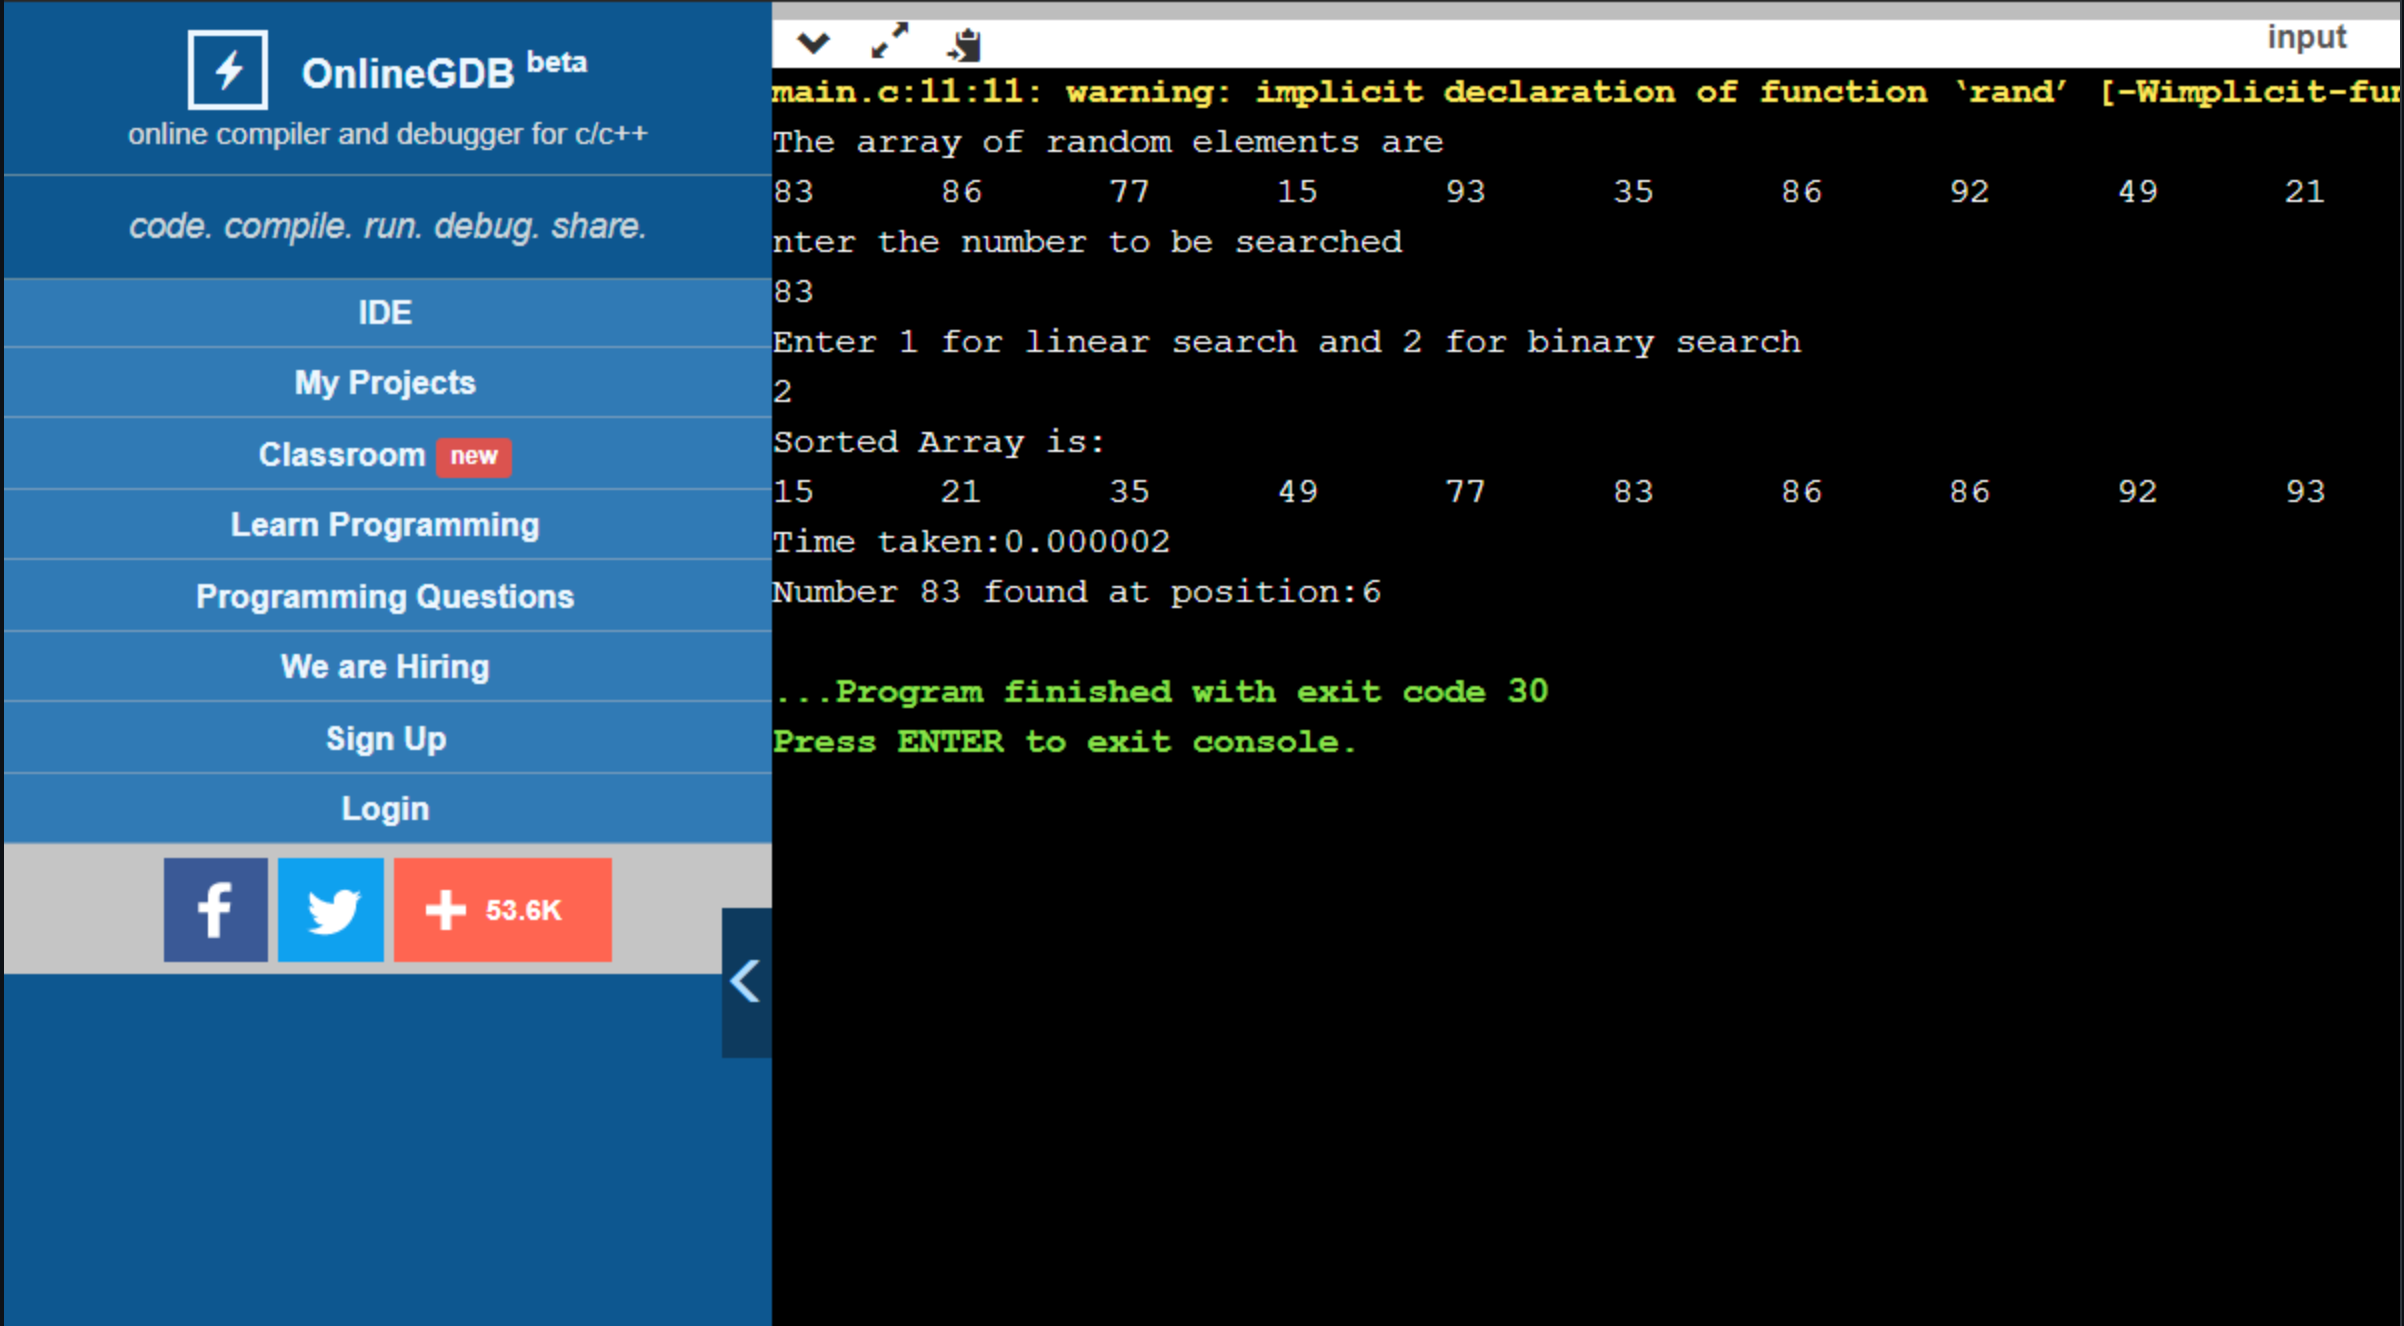 OnlineGDB beta
online compiler and debugger for c/c++
code. compile. run. debug. share.
IDE
My Projects
Classroom new
Learn Programming
Programming Questions
We are Hiring
Sign Up
Login
f
53.6K
input
main.c:11:11: warning: implicit declaration of function ‘rand’ [-Wimplicit-fun
The array of random elements are
83 86 77 15 93 35 86 92 49 21
nter the number to be searched
83
Enter 1 for linear search and 2 for binary search
2
Sorted Array is:
15 21 35 49 77 83 86 86 92 93
Time taken:0.000002
Number 83 found at position:6
...Program finished with exit code 30
Press ENTER to exit console.